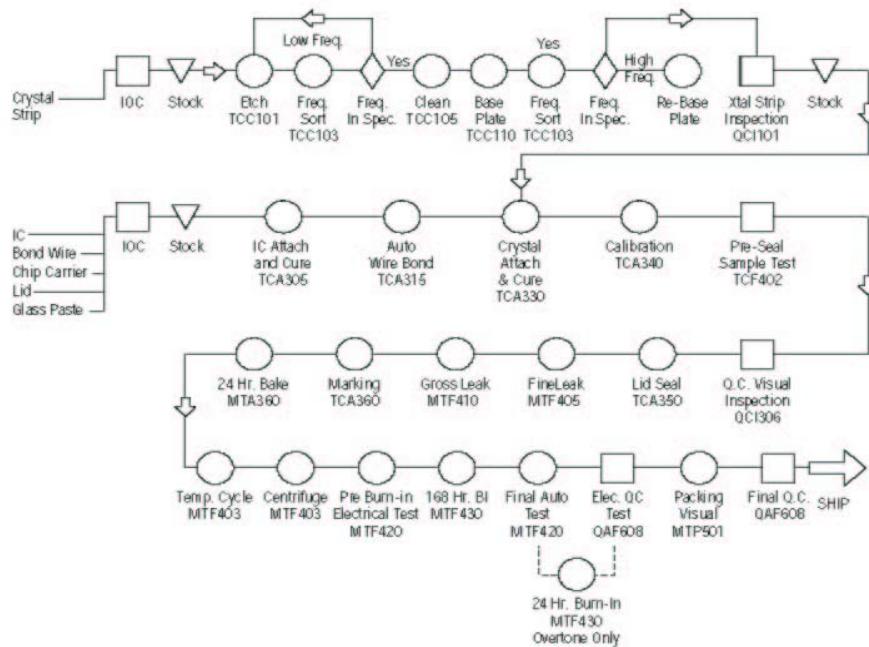 Low Freq.
Yes
Yes
High
Freq.
Crystal
Strip
IOC
Stock
Etch
TCC101
Freq.
Sort
TCC103
Freq.
In Spec.
Clean
TCC105
Base
Plate
TCC110
Freq.
Sort
TCC103
Freq.
In Spec.
Re-Base
Plate
Xtal Strip
Inspection
QCI101
Stock
IC
Bond Wire
Chip Carrier
Lid
Glass Paste
IOC
Stock
IC Attach
and Cure
TCA305
Auto
Wire Bond
TCA315
Crystal
Attach
& Cure
TCA330
Calibration
TCA340
Pre-Seal
Sample Test
TCF402
24 Hr. Bake
MTA360
Marking
TCA360
Gross Leak
MTF410
FineLeak
MTF405
Lid Seal
TCA350
Q.C. Visual
Inspection
QCI306
Temp. Cycle
MTF403
Centrifuge
MTF403
Pre Burn-in
Electrical Test
MTF420
168 Hr. BI
MTF430
Final Auto
Test
MTF420
Elec. QC
Test
QAF608
Packing
Visual
MTP501
Final Q.C.
QAF608
SHIP
24 Hr. Burn-In
MTF430
Overtone Only